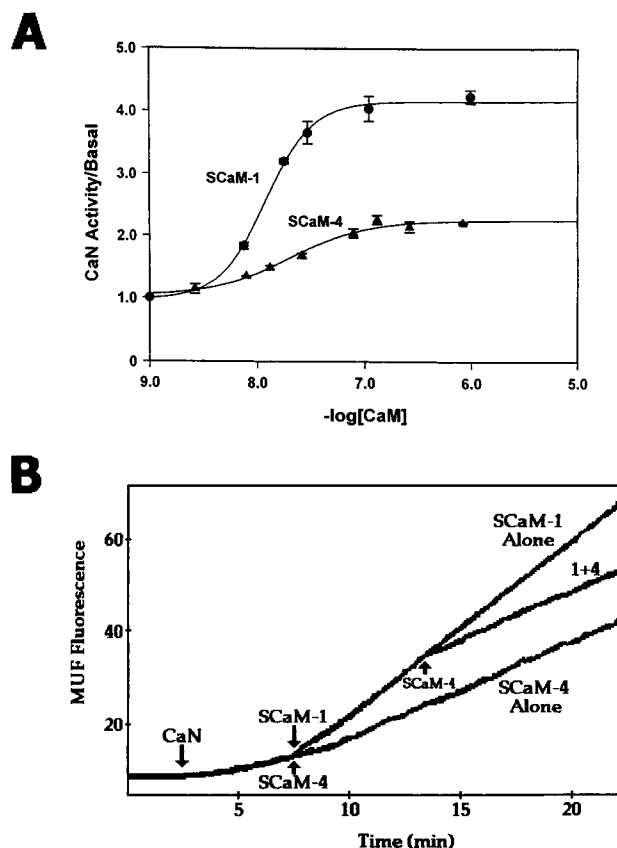 A
5.0
4.0
3.0
2.0
1.0
0
CaN Activity/Basal
SCaM-1
SCaM-4
9.0 8.0 7.0 6.0 5.0
-log[CaM]
B
60
40
20
MUF Fluorescence
SCaM-1
Alone
1+4
SCaM-4
SCaM-4
Alone
CaN
SCaM-1
SCaM-4
5 10 15 20
Time (min)